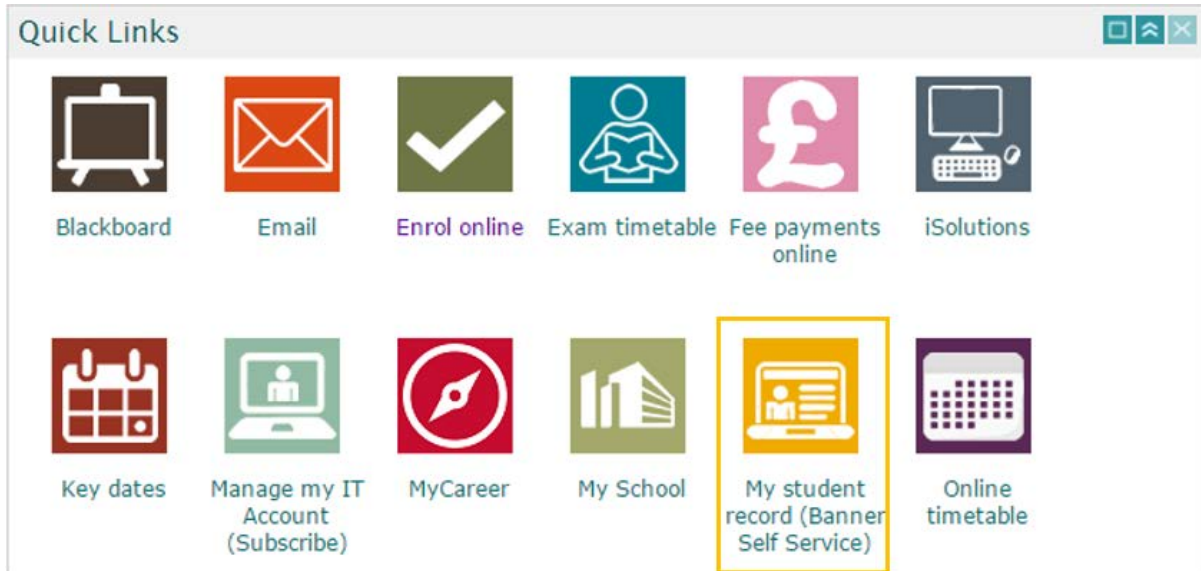 Quick Links
Blackboard
Email
Enrol online
Exam timetable
Fee payments
online
iSolutions
Key dates
Manage my IT
Account
(Subscribe)
MyCareer
My School
My student
record (Banner
Self Service)
Online
timetable